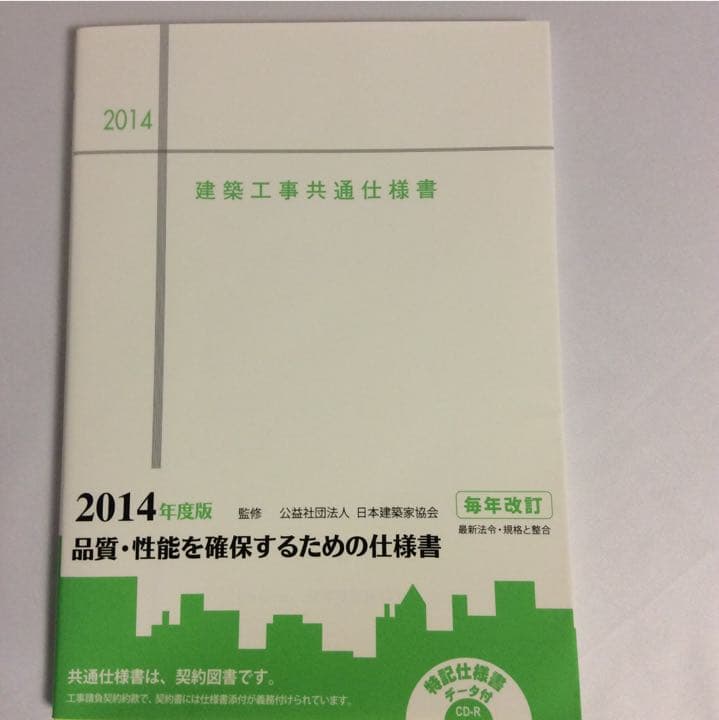 2014
建築工事共通仕様書
2014年度版 監修 公益社団法人 日本建築家協会 毎年改訂
最新法令・規格と整合
品質・性能を確保するための仕様書
共通仕様書は、契約図書です。
工事請負契約約款で、契約書には仕様書添付が義務付けられています。
特記仕様書
データ付
CD-R